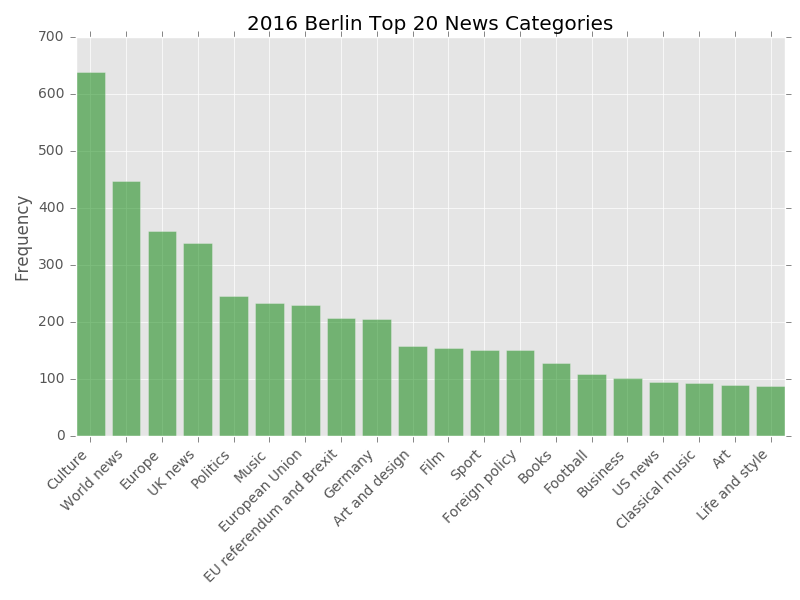 2016 Berlin Top 20 News Categories
700
600
500
400
300
200
100
0
Frequency
Culture
World news
Europe
UK news
Politics
Music
European Union
EU referendum and Brexit
Germany
Art and design
Film
Sport
Foreign policy
Books
Football
Business
US news
Classical music
Art
Life and style